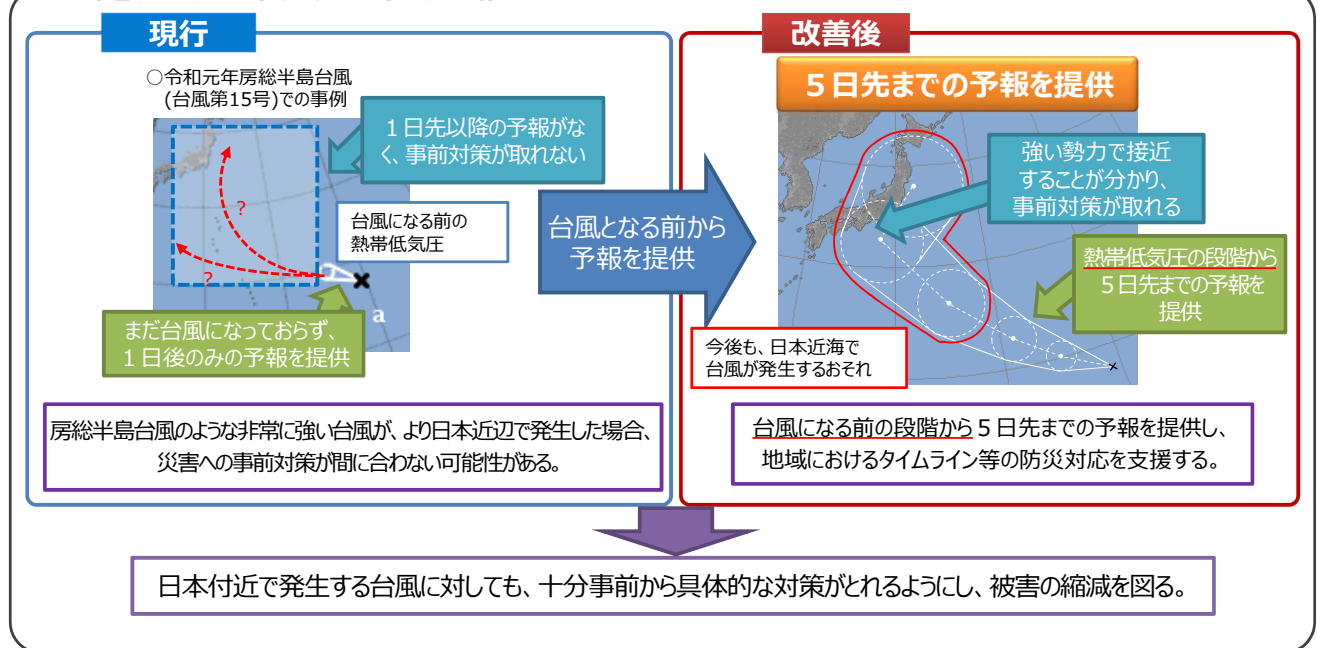 現行
○令和元年房総半島台風
(台風第15号)での事例
１日先以降の予報がな
く、事前対策が取れない
?
?
台風になる前の
熱帯低気圧
a
まだ台風になっておらず、
１日後のみの予報を提供
房総半島台風のような非常に強い台風が、より日本近辺で発生した場合、
災害への事前対策が間に合わない可能性がある。
台風となる前から
予報を提供
改善後
５日先までの予報を提供
強い勢力で接近
することが分かり、
事前対策が取れる
熱帯低気圧の段階から
５日先までの予報を
提供
今後も、日本近海で
台風が発生するおそれ
台風になる前の段階から５日先までの予報を提供し、
地域におけるタイムライン等の防災対応を支援する。
日本付近で発生する台風に対しても、十分事前から具体的な対策がとれるようにし、被害の縮減を図る。